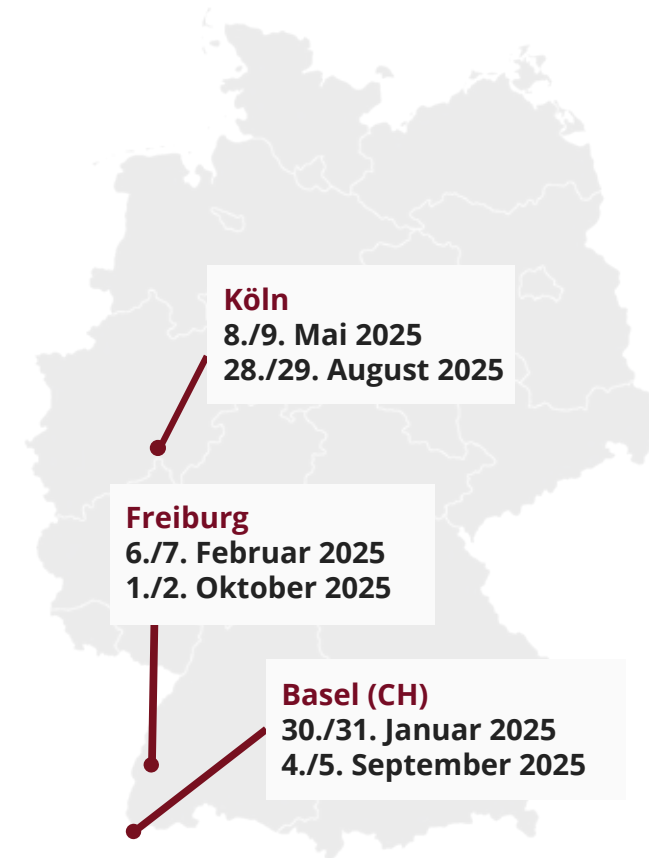 Köln
8./9. Mai 2025
28./29. August 2025
Freiburg
6./7. Februar 2025
1./2. Oktober 2025
Basel (CH)
30./31. Januar 2025
4./5. September 2025